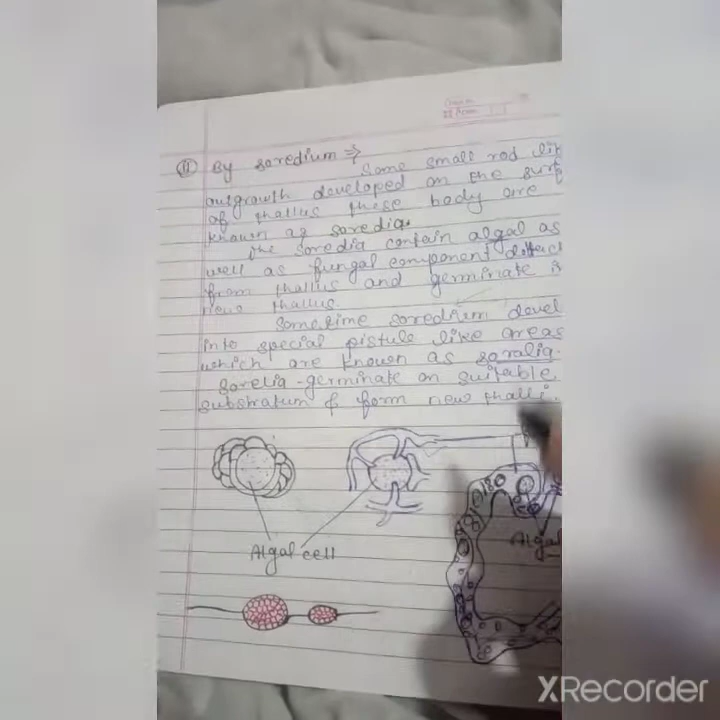 (ii) By soredium ⇒
Some small rod lik
outgrowth developed on the surf
of thallus these body are
known as soredia.
The soredia contain algal as
well as fungal component detach
from thallus and germinate in
new thallus.
Sometime soredium devel
into special pistule like areas
which are known as soralia.
Sorelia - germinate on suitable
substratum & form new thalli.
Algal cell
Algal
XRecorder